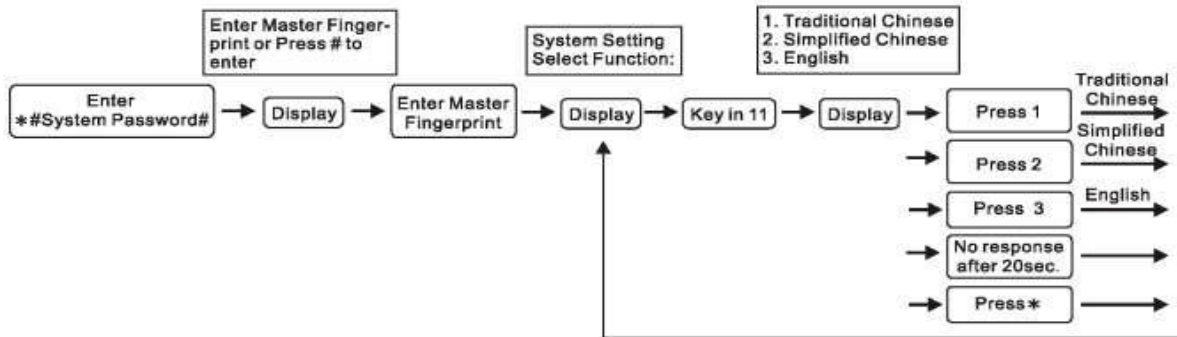 Enter Master Finger-
print or Press # to
enter
System Setting
Select Function:
1. Traditional Chinese
2. Simplified Chinese
3. English
Enter
*#System Password#
Display
Enter Master
Fingerprint
Display
Key in 11
Display
Press 1
Traditional
Chinese
Press 2
Simplified
Chinese
Press 3
English
No response
after 20sec.
Press*